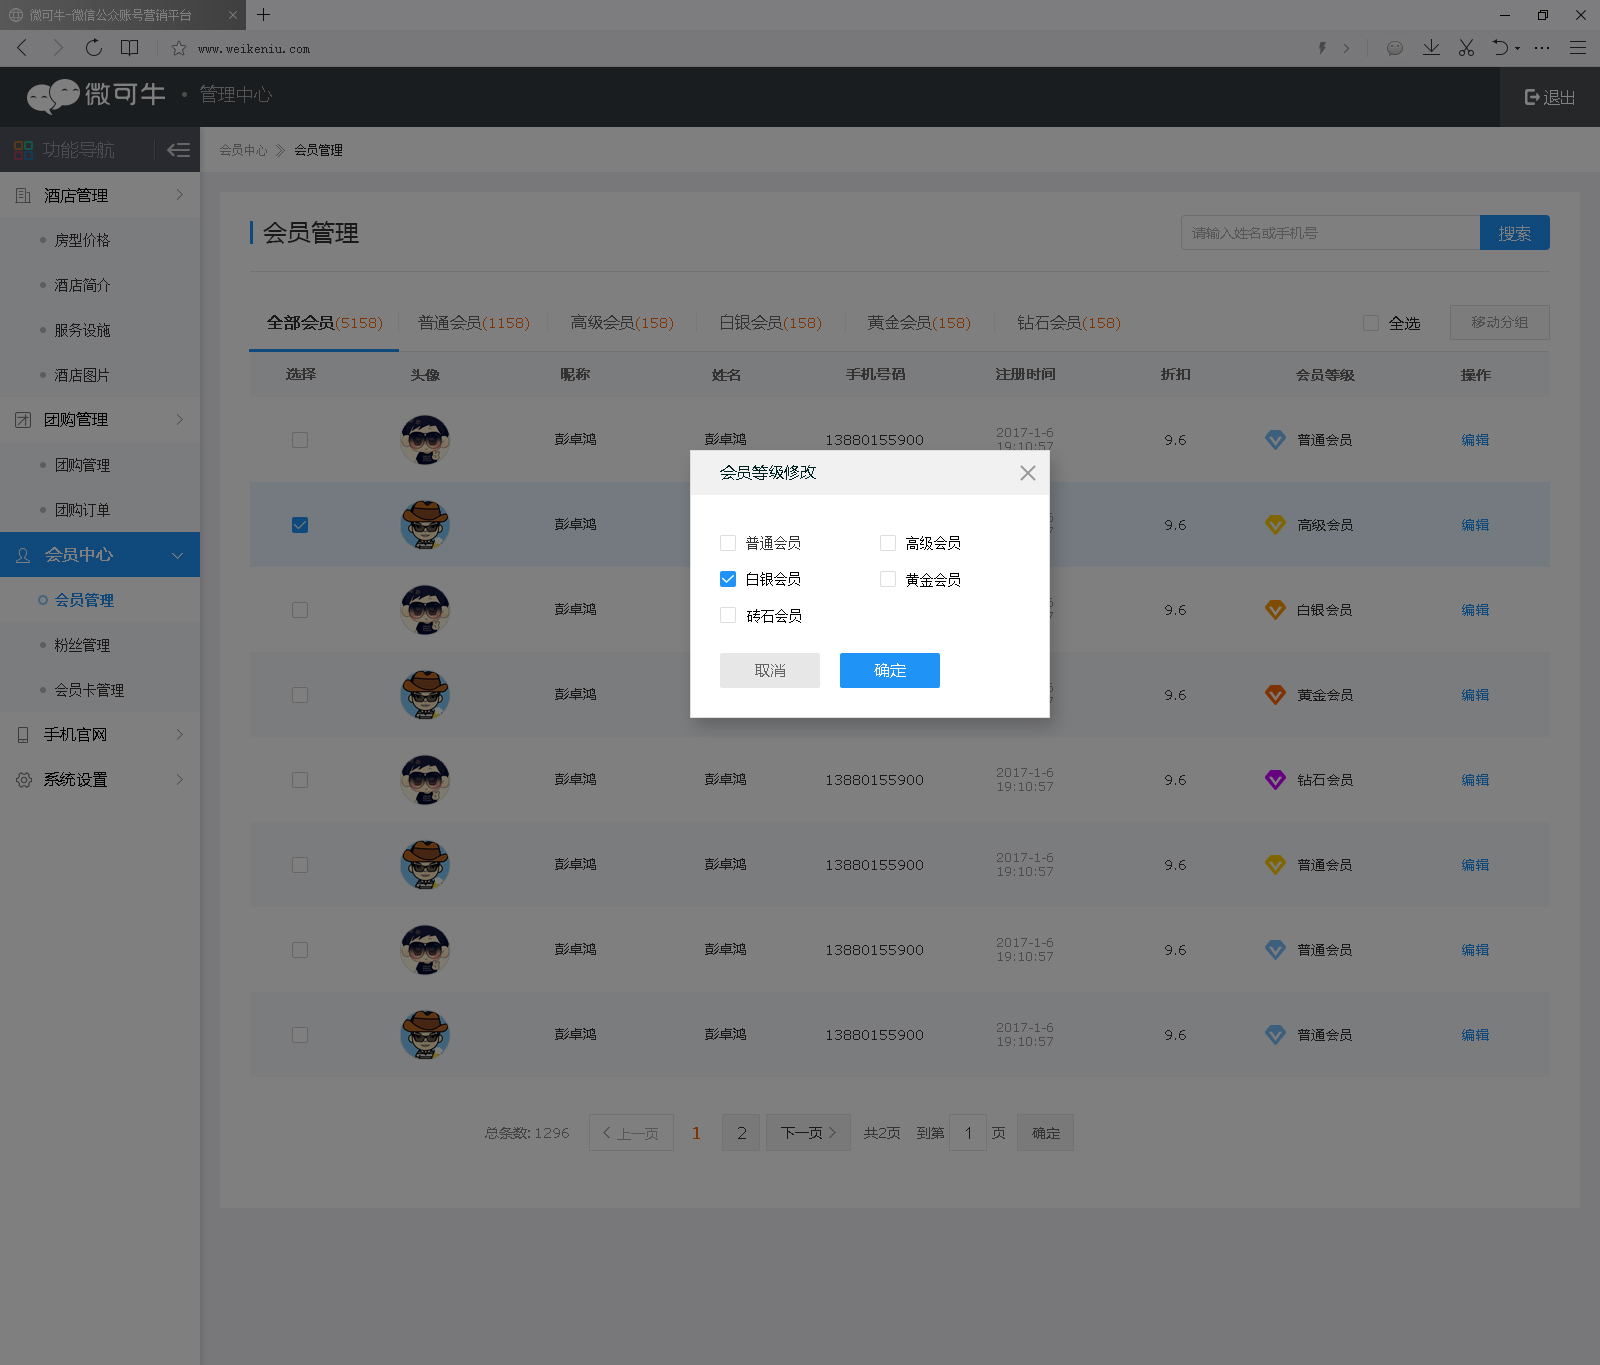 微可牛-微信公众账号营销平台
www.weikeniu.com
微可牛 · 管理中心
退出
功能导航
会员中心 会员管理
酒店管理
房型价格
酒店简介
服务设施
酒店图片
团购管理
团购管理
团购订单
会员中心
会员管理
粉丝管理
会员卡管理
手机官网
系统设置
会员管理
请输入姓名或手机号 搜索
全部会员(5158) 普通会员(1158) 高级会员(158) 白银会员(158) 黄金会员(158) 钻石会员(158) 全选 移动分组
选择 头像 昵称 姓名 手机号码 注册时间 折扣 会员等级 操作
彭卓鸿 彭卓鸿 13880155900 2017-1-6 19:10:57 9.6 普通会员 编辑
彭卓鸿 6 7 9.6 高级会员 编辑
彭卓鸿 6 7 9.6 白银会员 编辑
彭卓鸿 6 7 9.6 黄金会员 编辑
彭卓鸿 彭卓鸿 13880155900 2017-1-6 19:10:57 9.6 钻石会员 编辑
彭卓鸿 彭卓鸿 13880155900 2017-1-6 19:10:57 9.6 普通会员 编辑
彭卓鸿 彭卓鸿 13880155900 2017-1-6 19:10:57 9.6 普通会员 编辑
彭卓鸿 彭卓鸿 13880155900 2017-1-6 19:10:57 9.6 普通会员 编辑
会员等级修改
普通会员 高级会员
白银会员 黄金会员
砖石会员
取消 确定
总条数: 1296 上一页 1 2 下一页 共2页 到第 1 页 确定